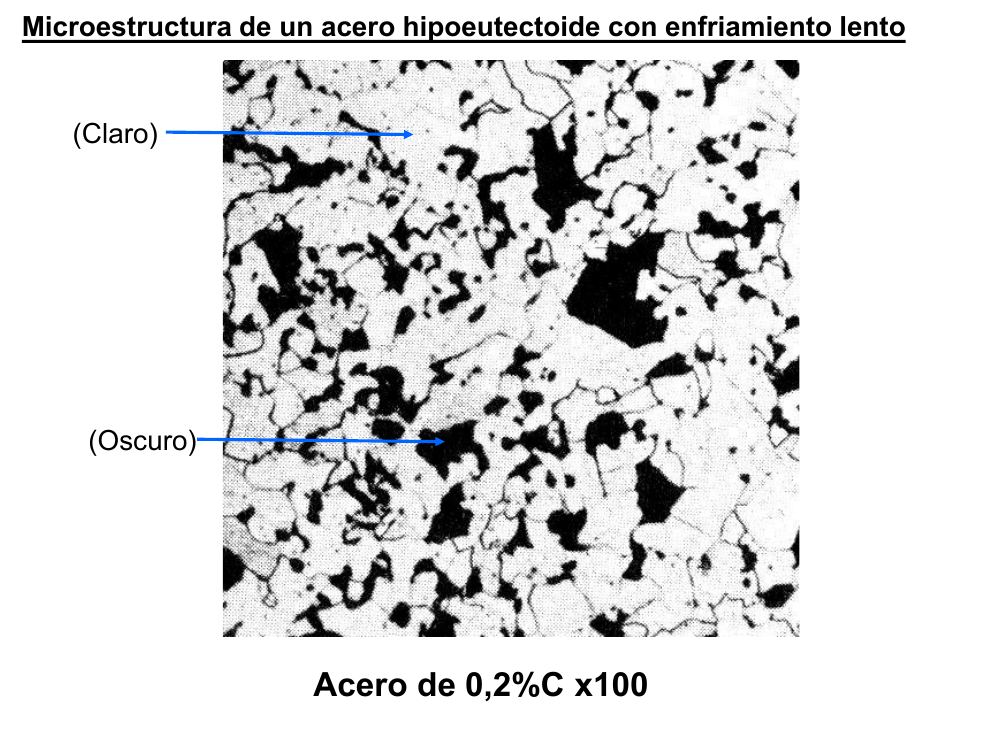 Microestructura de un acero hipoeutectoide con enfriamiento lento
(Claro)
(Oscuro)
Acero de 0,2%C x100